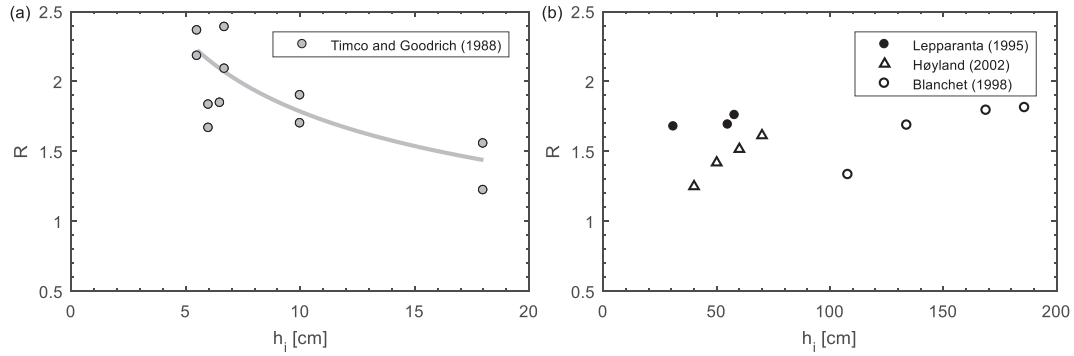 (a)
2.5
2
1.5
1
0.5
R
0
5
10
15
20
h_i [cm]
Timco and Goodrich (1988)
(b)
2.5
2
1.5
1
0.5
R
0
50
100
150
200
h_i [cm]
Lepparanta (1995)
Høyland (2002)
Blanchet (1998)